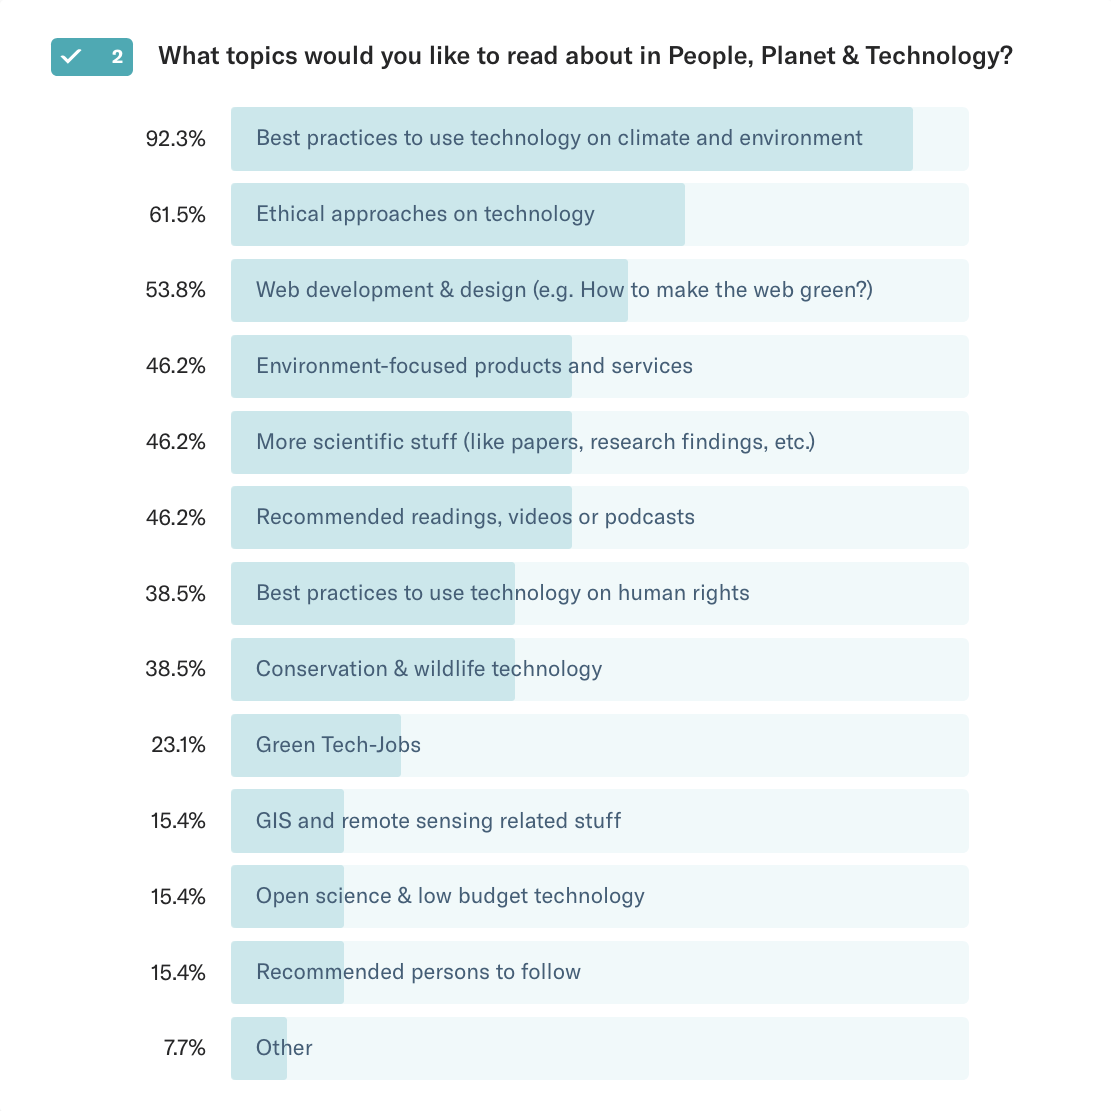 2 What topics would you like to read about in People, Planet & Technology?
92.3% Best practices to use technology on climate and environment
61.5% Ethical approaches on technology
53.8% Web development & design (e.g. How to make the web green?)
46.2% Environment-focused products and services
46.2% More scientific stuff (like papers, research findings, etc.)
46.2% Recommended readings, videos or podcasts
38.5% Best practices to use technology on human rights
38.5% Conservation & wildlife technology
23.1% Green Tech-Jobs
15.4% GIS and remote sensing related stuff
15.4% Open science & low budget technology
15.4% Recommended persons to follow
7.7% Other